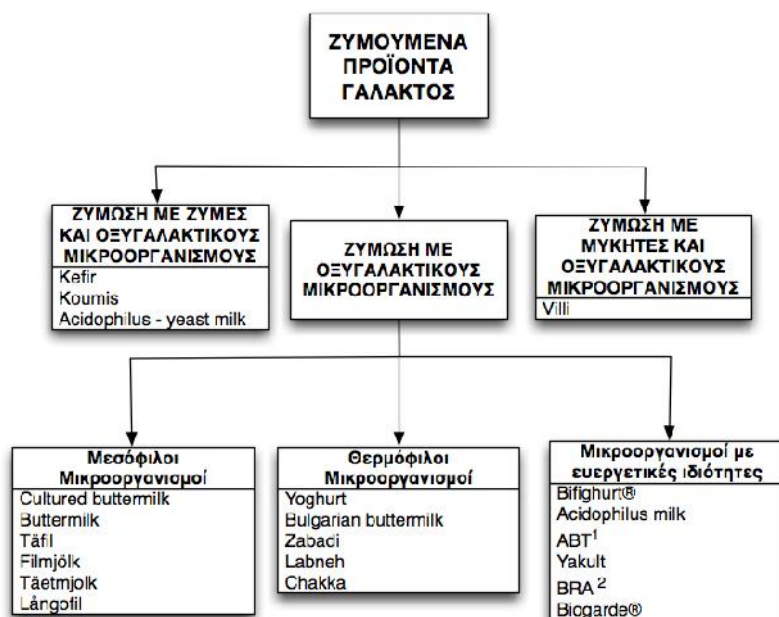 ΖΥΜΟΥΜΕΝΑ
ΠΡΟΪΟΝΤΑ
ΓΑΛΑΚΤΟΣ
ΖΥΜΩΣΗ ΜΕ ΖΥΜΕΣ
ΚΑΙ ΟΞΥΓΑΛΑΚΤΙΚΟΥΣ
ΜΙΚΡΟΟΡΓΑΝΙΣΜΟΥΣ
Kefir
Koumis
Acidophilus - yeast milk
ΖΥΜΩΣΗ ΜΕ
ΟΞΥΓΑΛΑΚΤΙΚΟΥΣ
ΜΙΚΡΟΟΡΓΑΝΙΣΜΟΥΣ
ΖΥΜΩΣΗ ΜΕ
ΜΥΚΗΤΕΣ ΚΑΙ
ΟΞΥΓΑΛΑΚΤΙΚΟΥΣ
ΜΙΚΡΟΟΡΓΑΝΙΣΜΟΥΣ
Villi
Μεσόφιλοι
Μικροοργανισμοί
Cultured buttermilk
Buttermilk
Täfil
Filmjölk
Täetmjolk
Långofil
Θερμόφιλοι
Μικροοργανισμοί
Yoghurt
Bulgarian buttermilk
Zabadi
Labneh
Chakka
Μικροοργανισμοί με
ευεργετικές ιδιότητες
Bifighurt®
Acidophilus milk
ABT¹
Yakult
BRA ²
Biogarde®